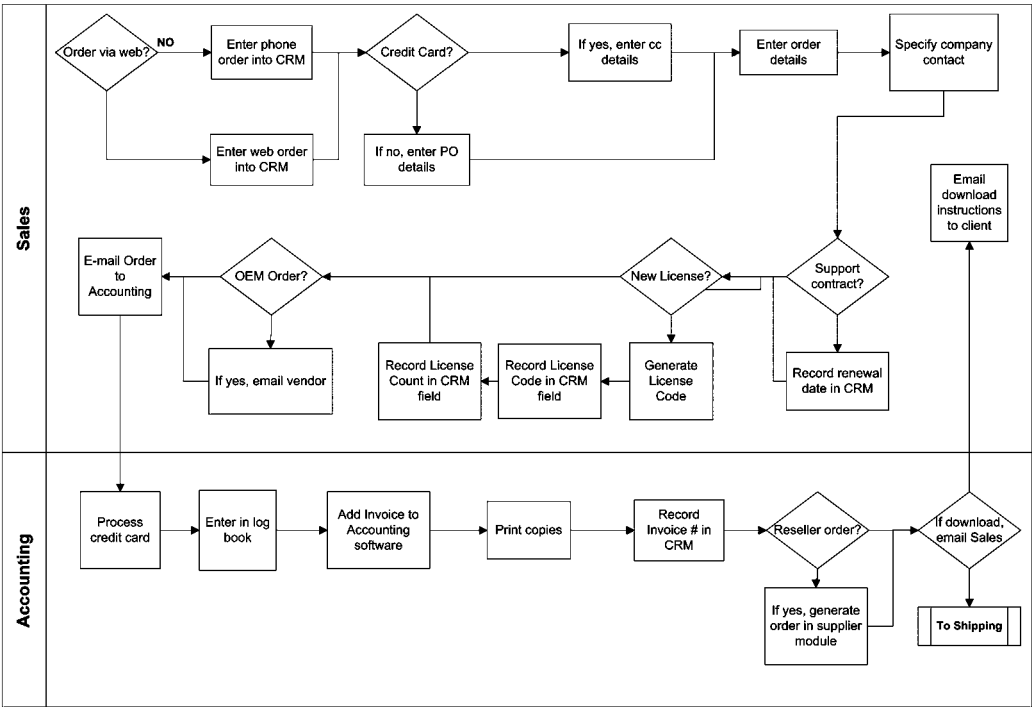 Sales
Order via web?
NO
Enter phone
order into CRM
Credit Card?
If yes, enter cc
details
Enter order
details
Specify company
contact
Enter web order
into CRM
If no, enter PO
details
Email
download
instructions
to client
E-mail Order
to
Accounting
OEM Order?
New License?
Support
contract?
If yes, email vendor
Record License
Count in CRM
field
Record License
Code in CRM
field
Generate
License
Code
Record renewal
date in CRM
Accounting
Process
credit card
Enter in log
book
Add Invoice to
Accounting
software
Print copies
Record
Invoice # in
CRM
Reseller order?
If download,
email Sales
If yes, generate
order in supplier
module
To Shipping